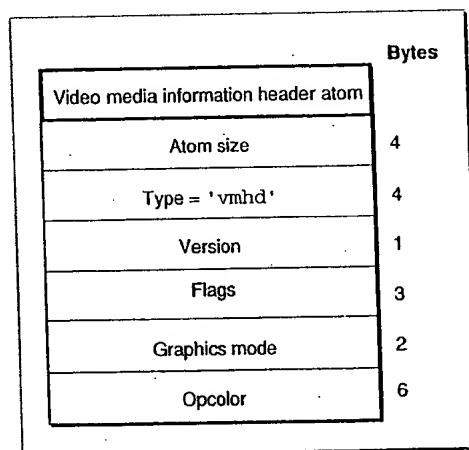 Bytes
Video media information header atom
Atom size 4
Type = 'vmhd'  4
Version 1
Flags 3
Graphics mode 2
Opcolor 6